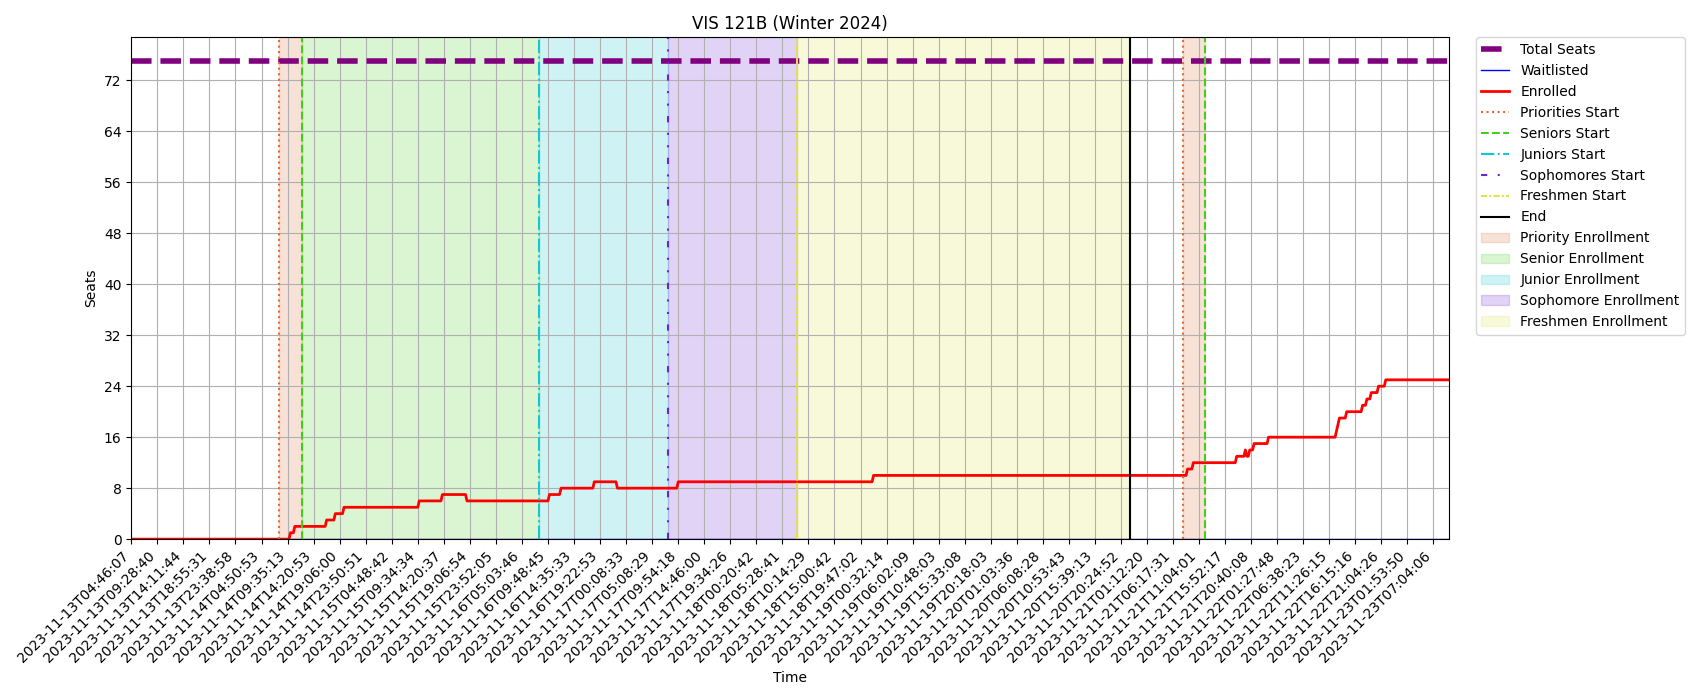 VIS 121B (Winter 2024)
Total Seats
Waitlisted
Enrolled
Priorities Start
Seniors Start
Juniors Start
Sophomores Start
Freshmen Start
End
Priority Enrollment
Senior Enrollment
Junior Enrollment
Sophomore Enrollment
Freshmen Enrollment
Seats
72
64
56
48
40
32
24
16
8
0
2023-11-13T04:46:07
2023-11-13T09:28:40
2023-11-13T14:11:44
2023-11-13T18:55:31
2023-11-13T23:38:58
2023-11-14T04:50:53
2023-11-14T09:35:13
2023-11-14T14:20:53
2023-11-14T19:06:00
2023-11-14T23:50:51
2023-11-15T04:48:42
2023-11-15T09:34:34
2023-11-15T14:20:37
2023-11-15T19:06:54
2023-11-15T23:52:05
2023-11-16T05:03:46
2023-11-16T09:48:45
2023-11-16T14:35:33
2023-11-16T19:22:53
2023-11-17T00:08:33
2023-11-17T05:08:29
2023-11-17T09:54:18
2023-11-17T14:46:00
2023-11-17T19:34:26
2023-11-18T00:20:42
2023-11-18T05:28:41
2023-11-18T10:14:29
2023-11-18T15:00:42
2023-11-18T19:47:02
2023-11-19T00:32:14
2023-11-19T06:02:09
2023-11-19T10:48:03
2023-11-19T15:33:08
2023-11-19T20:18:03
2023-11-20T01:03:36
2023-11-20T06:08:28
2023-11-20T10:53:43
2023-11-20T15:39:13
2023-11-20T20:24:52
2023-11-21T01:12:20
2023-11-21T06:17:31
2023-11-21T11:04:01
2023-11-21T15:52:17
2023-11-21T20:40:08
2023-11-22T01:27:48
2023-11-22T06:38:23
2023-11-22T11:26:15
2023-11-22T16:15:16
2023-11-22T21:04:26
2023-11-23T01:53:50
2023-11-23T07:04:06
Time